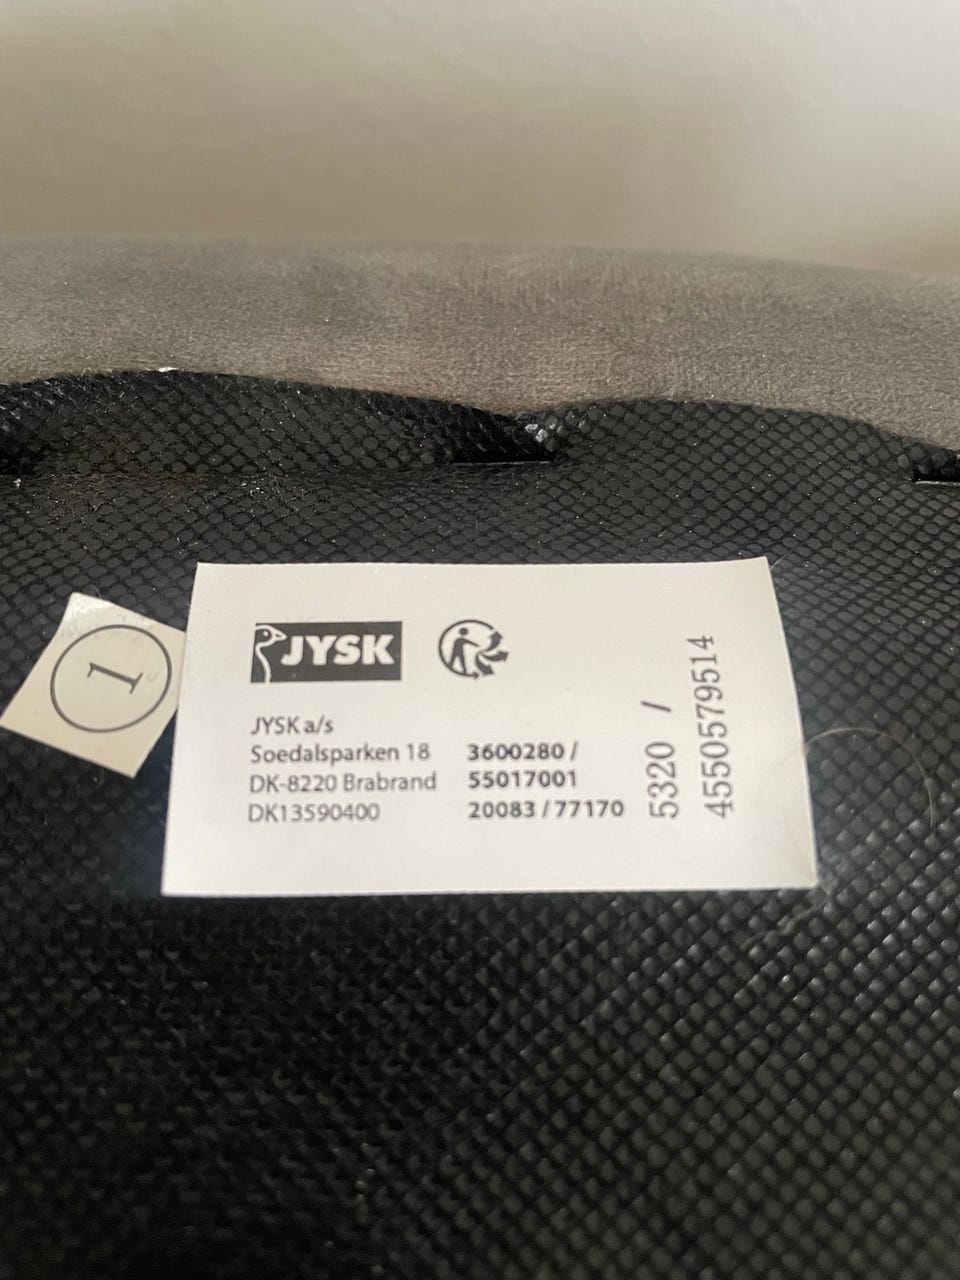 1
JYSK
JYSK a/s
Soedalsparken 18
DK-8220 Brabrand
DK13590400
3600280 /
55017001
20083 / 77170
5320 /
4550579514